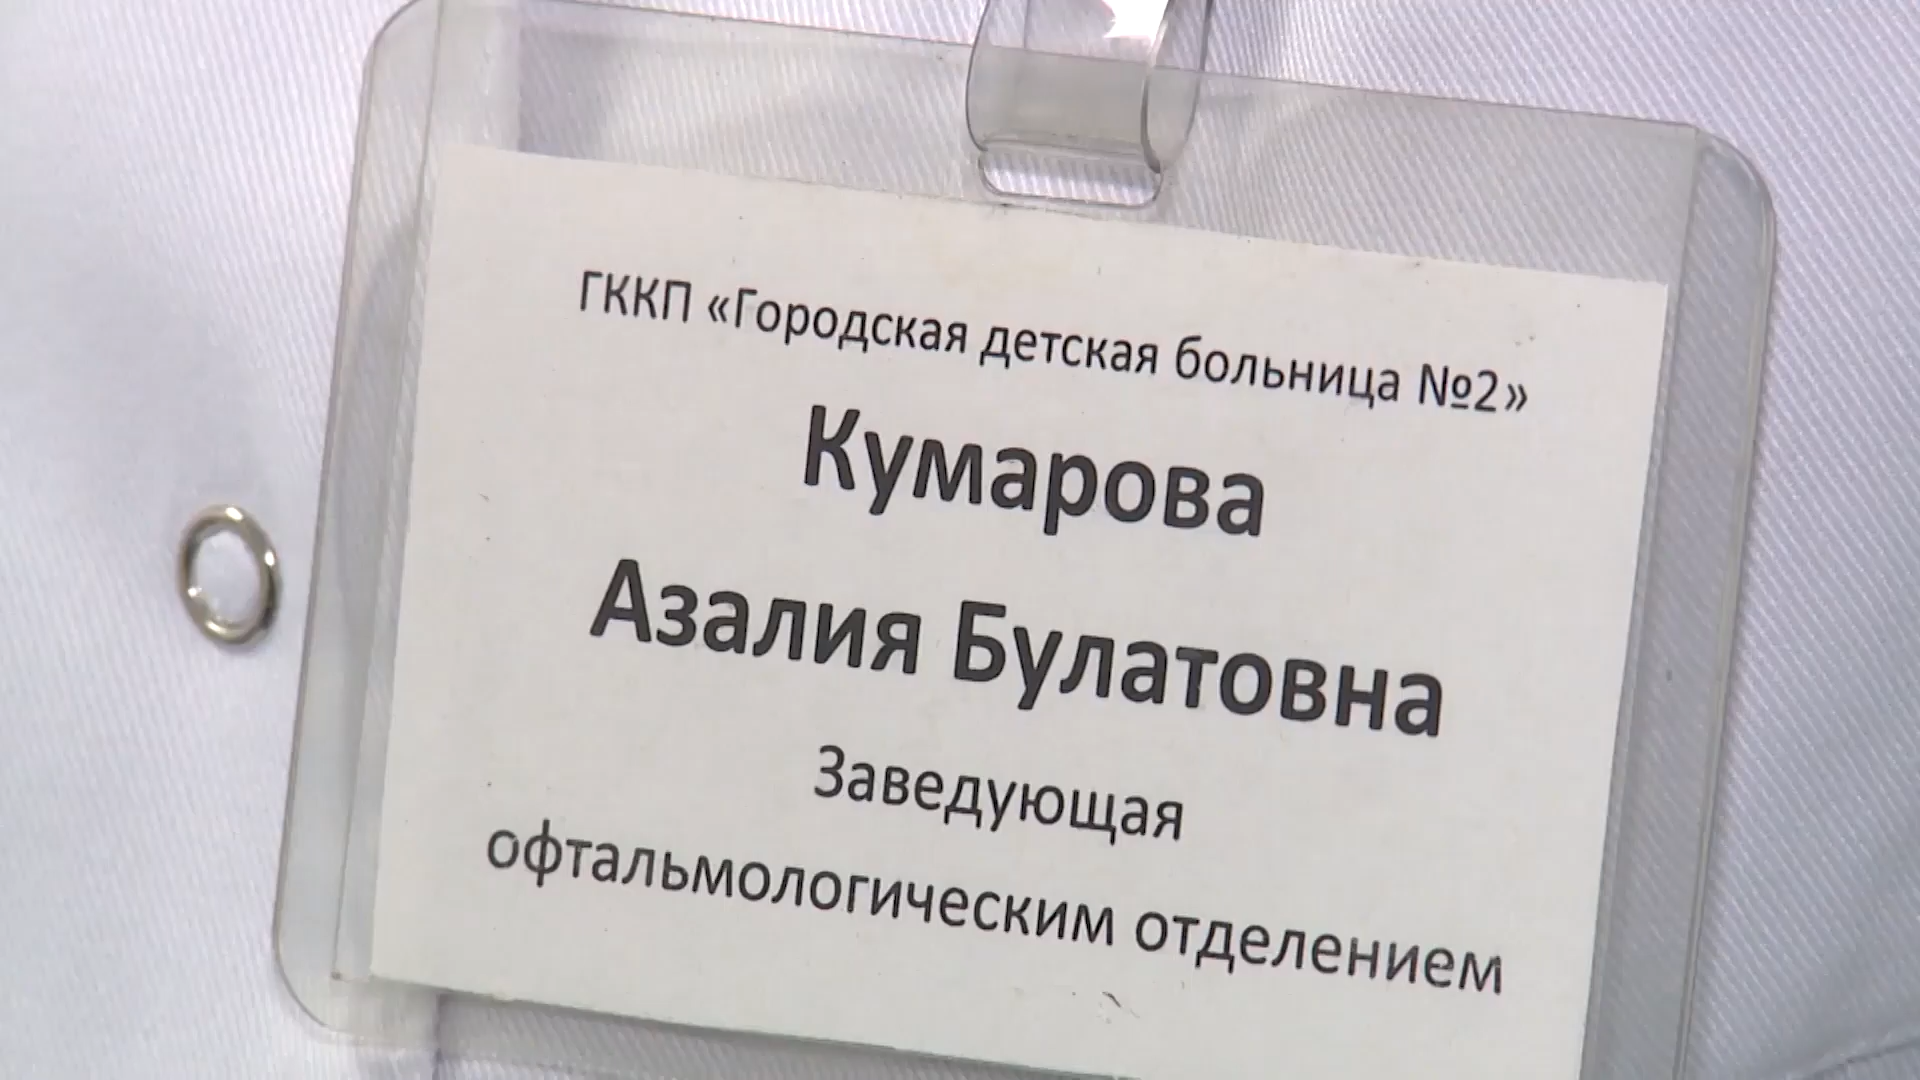 ГККП «Городская детская больница №2»
Кумарова
Азалия Булатовна
Заведующая
офтальмологическим отделением